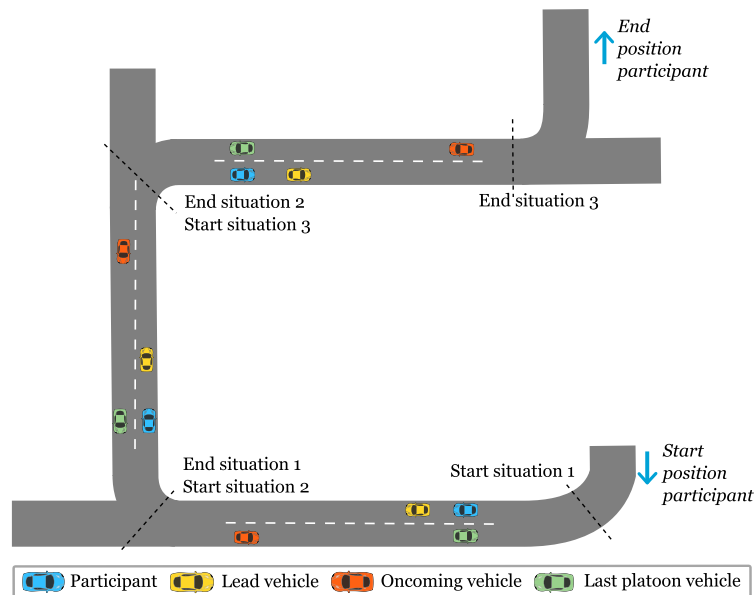 End
position
participant
End situation 2
Start situation 3
End situation 3
End situation 1
Start situation 2
Start situation 1
Start
position
participant
Participant Lead vehicle Oncoming vehicle Last platoon vehicle